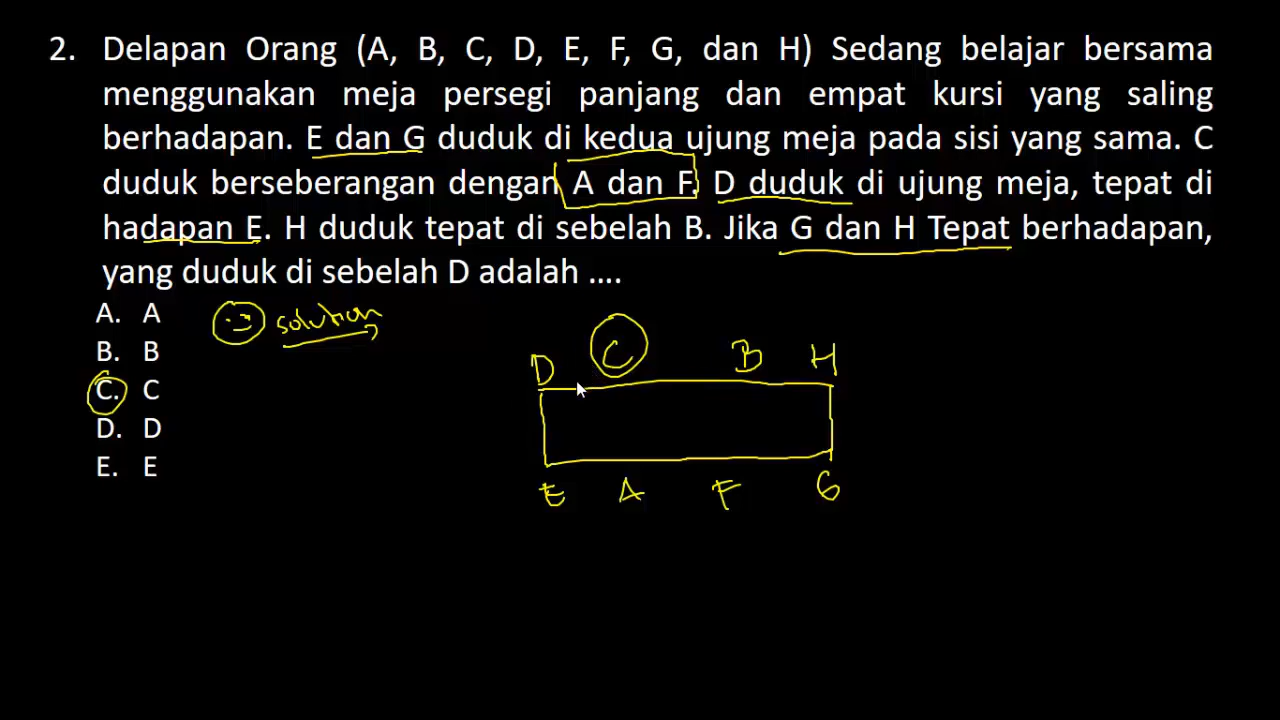 2. Delapan Orang (A, B, C, D, E, F, G, dan H) Sedang belajar bersama
menggunakan meja persegi panjang dan empat kursi yang saling
berhadapan. E dan G duduk di kedua ujung meja pada sisi yang sama. C
duduk berseberangan dengan A dan F. D duduk di ujung meja, tepat di
hadapan E. H duduk tepat di sebelah B. Jika G dan H Tepat berhadapan,
yang duduk di sebelah D adalah ....
A. A
solution
B. B
C. C
D. D
E. E
D C B H
E A F G